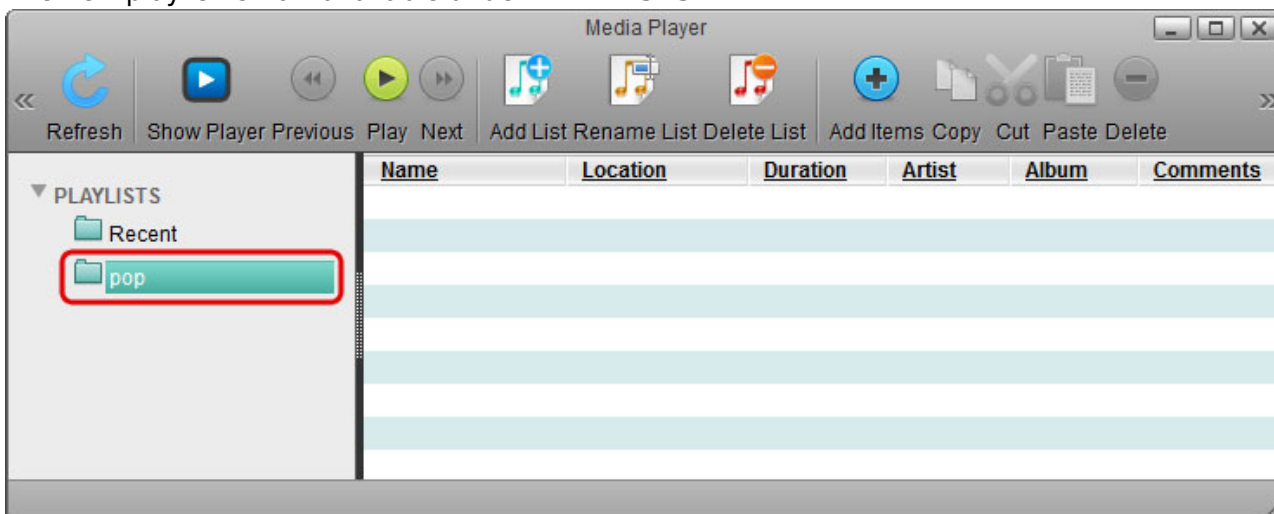 Media Player
Refresh Show Player Previous Play Next Add List Rename List Delete List Add Items Copy Cut Paste Delete
Name Location Duration Artist Album Comments
PLAYLISTS
Recent
pop